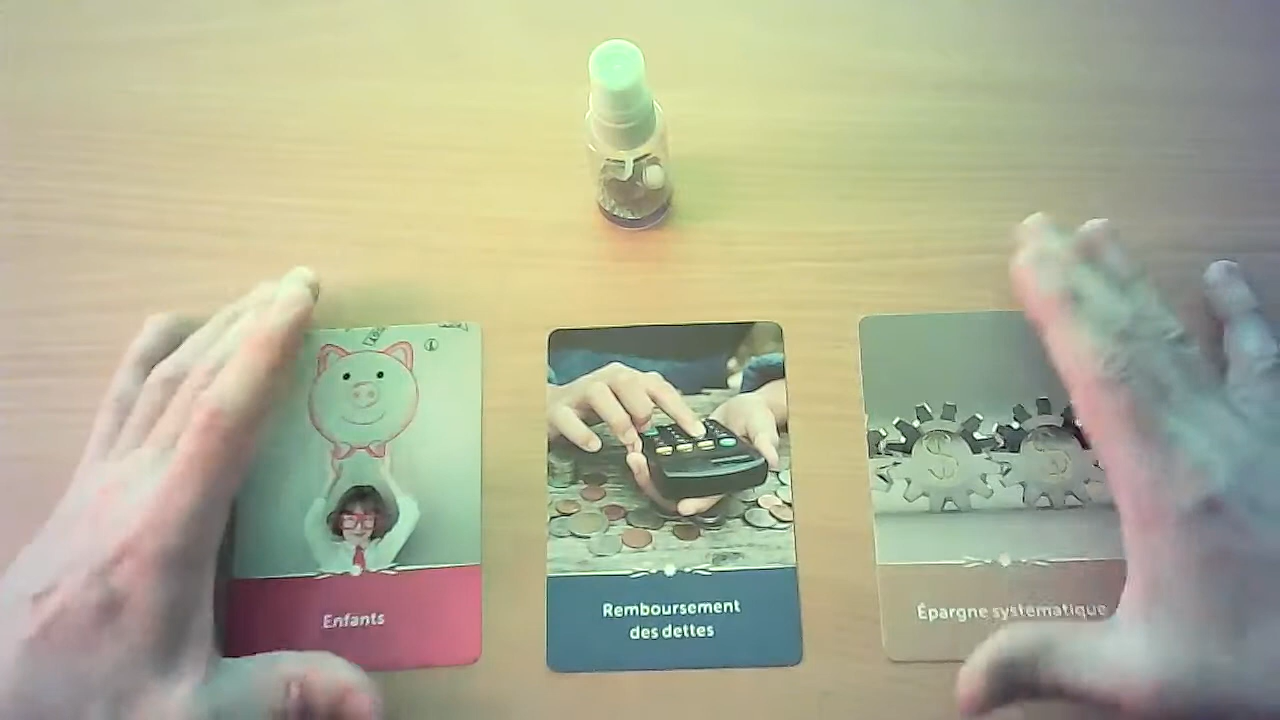 Enfants
Remboursement
des dettes
Épargne systématique